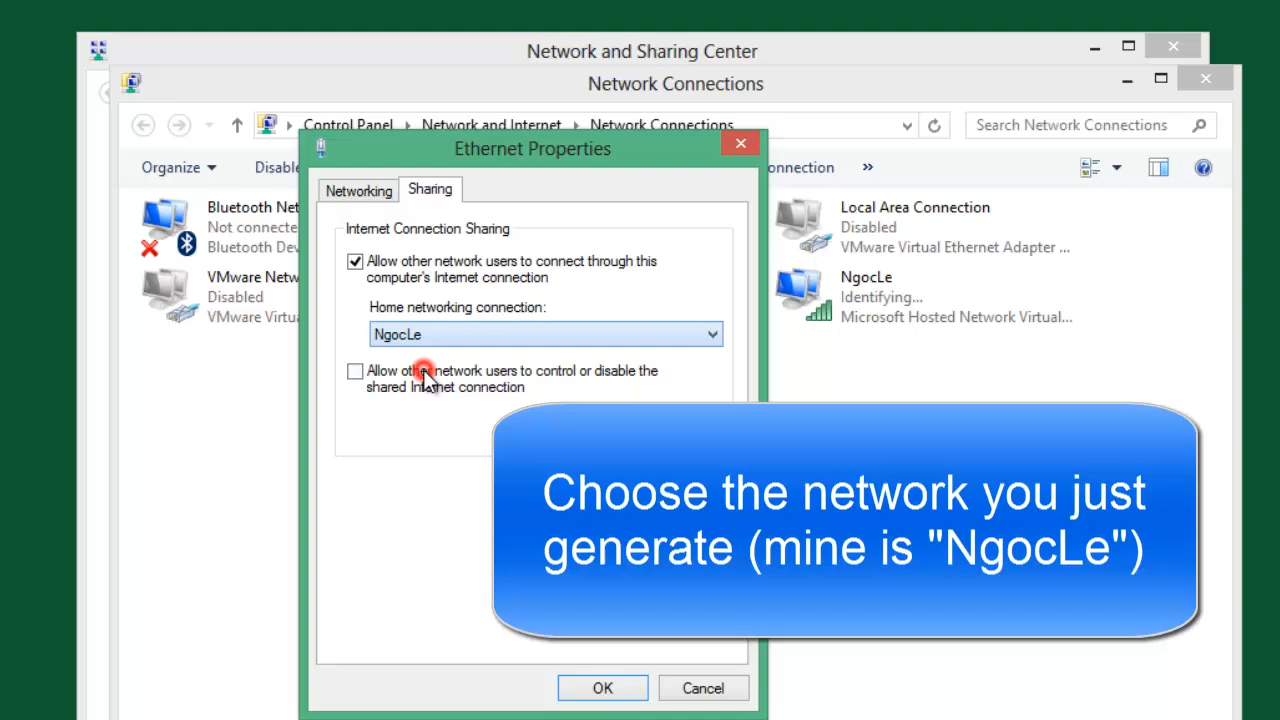 Network and Sharing Center
Network Connections
Control Panel
Network and Internet
Network Connections
Search Network Connections
Ethernet Properties
Organize
onnection
»
Networking
Sharing
Bluetooth
Not connecte
Bluetooth
VMware
Disabled
VMware
Internet Connection Sharing
Allow other network users to connect through this
computer's Internet connection
Home networking connection:
NgocLe
Allow other network users to control or disable the
shared Internet connection
Local Area Connection
Disabled
VMware Virtual Ethernet Adapter ...
NgocLe
Identifying...
Microsoft Hosted Network Virtual...
Choose the network you just
generate (mine is "NgocLe")
OK
Cancel